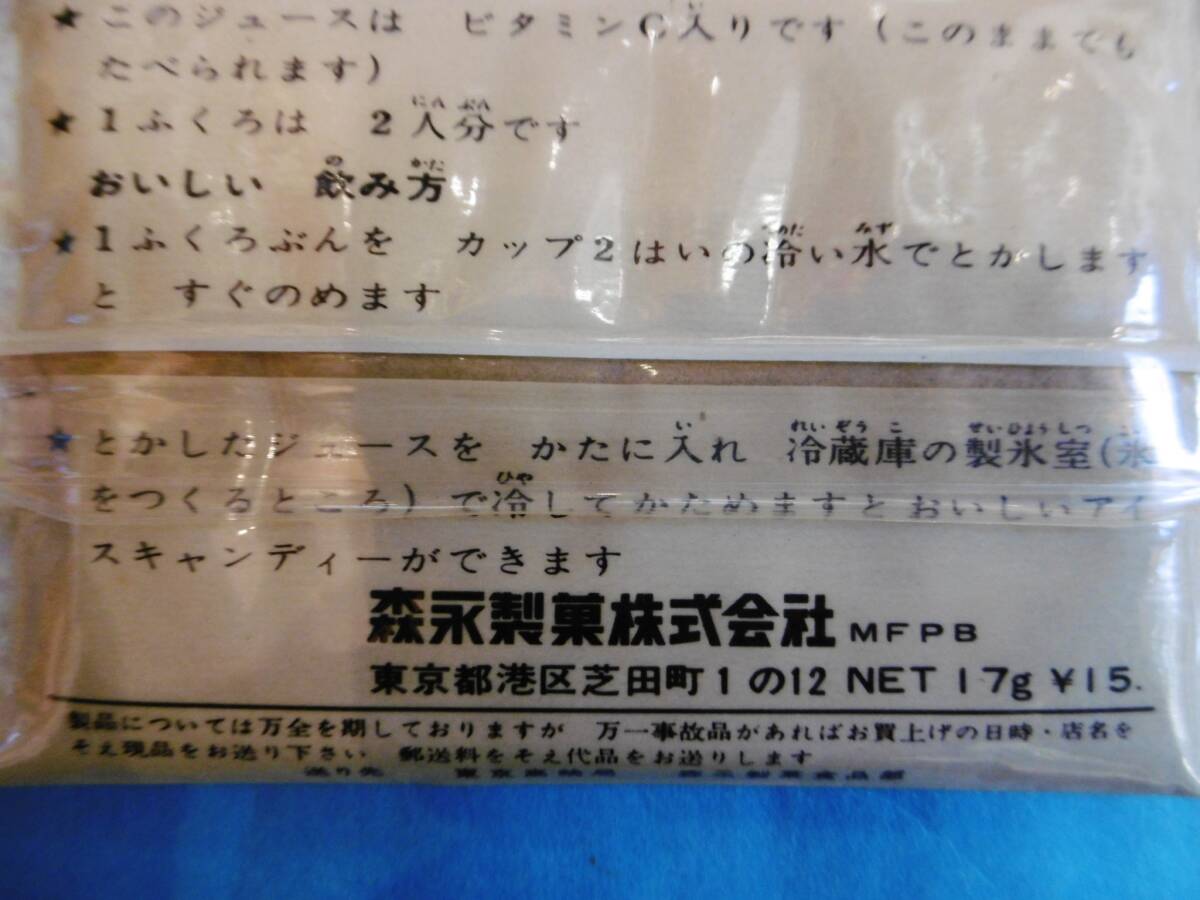 ★このジュースは ビタミンC入りです(このままでも
たべられます)
★1ふくろは 2人分です
おいしい 飲み方
★1ふくろぶんを カップ2はいの冷い水でとかします
と すぐのめます
★とかしたジュースを かたに入れ 冷蔵庫の製氷室(氷
をつくるところ)で冷してかためますとおいしいアイ
スキャンディーができます
森永製菓株式会社 MFPB
東京都港区芝田町1の12 NET 17g ¥15.
製品については万全を期しておりますが 万一事故品があればお買上げの日時・店名を
そえ現品をお送り下さい 郵送料をそえ代品をお送りします
送り先 東京